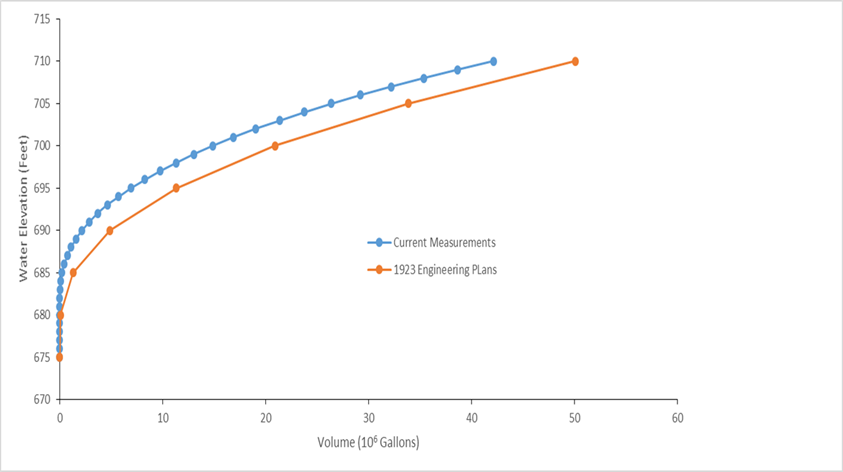 715
710
705
700
695
690
685
680
675
670
Water Elevation (Feet)
Current Measurements
1923 Engineering PLans
0 10 20 30 40 50 60
Volume (10⁶ Gallons)